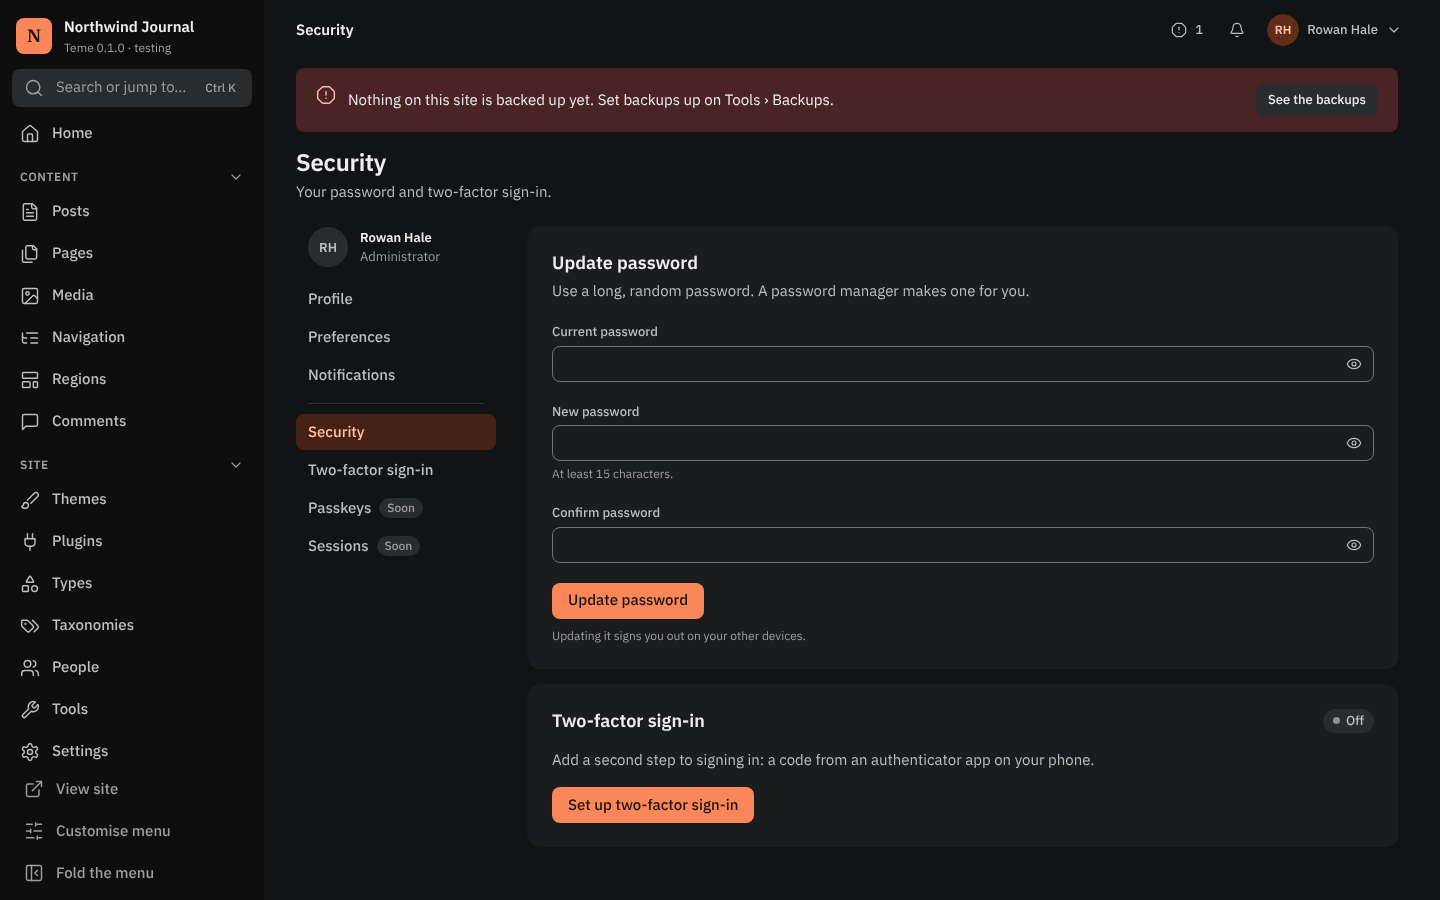 N
Northwind Journal
Teme 0.1.0 · testing
Search or jump to... Ctrl K
Home
CONTENT
Posts
Pages
Media
Navigation
Regions
Comments
SITE
Themes
Plugins
Types
Taxonomies
People
Tools
Settings
View site
Customise menu
Fold the menu
Security
1
RH Rowan Hale
Nothing on this site is backed up yet. Set backups up on Tools › Backups.
See the backups
Security
Your password and two-factor sign-in.
RH
Rowan Hale
Administrator
Profile
Preferences
Notifications
Security
Two-factor sign-in
Passkeys Soon
Sessions Soon
Update password
Use a long, random password. A password manager makes one for you.
Current password
New password
At least 15 characters.
Confirm password
Update password
Updating it signs you out on your other devices.
Two-factor sign-in
Off
Add a second step to signing in: a code from an authenticator app on your phone.
Set up two-factor sign-in